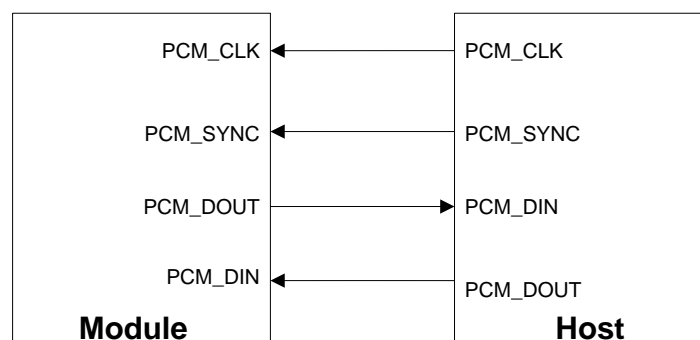 PCM_CLK PCM_CLK
PCM_SYNC PCM_SYNC
PCM_DOUT PCM_DIN
PCM_DIN PCM_DOUT
Module Host